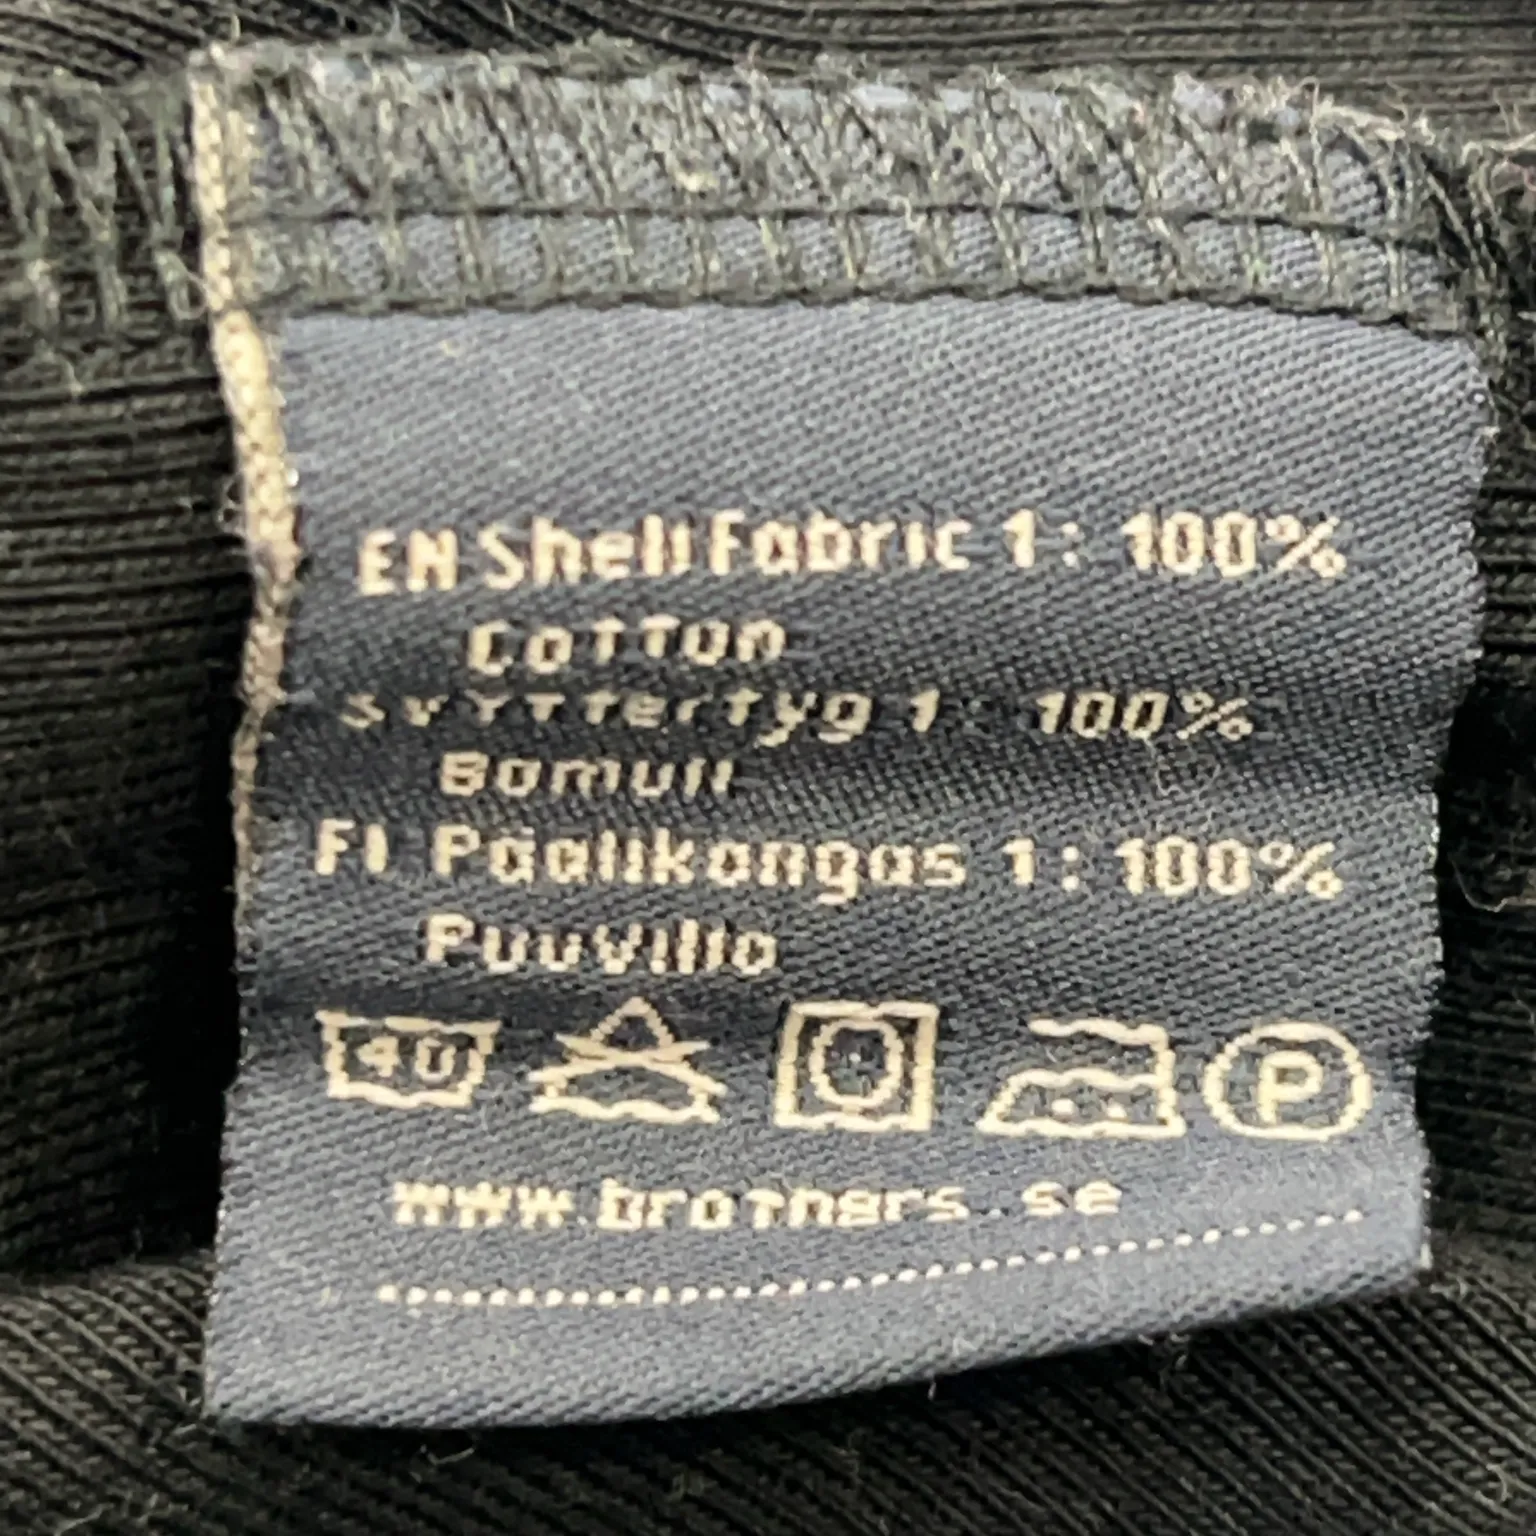 EN Shell Fabric 1: 100%
Cotton
SV Yttertyg 1: 100%
Bomull
FI Päällikangas 1: 100%
Puuvilla
40
P
www.brothers.se